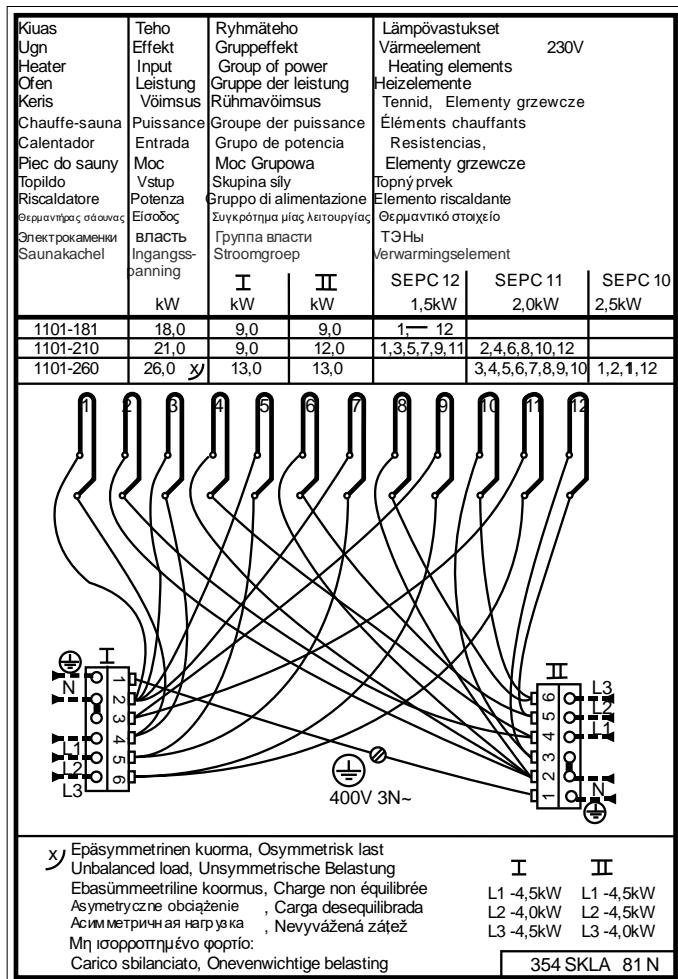 Kiuas Teho Ryhmäteho Lämpövastukset
Ugn Effekt Gruppeffekt Värmeelement 230V
Heater Input Group of power Heating elements
Ofen Leistung Gruppe der leistung Heizelemente
Keris Vöimsus Rühmavöimsus Tennid, Elementy grzewcze
Chauffe-sauna Puissance Groupe der puissance Éléments chauffants
Calentador Entrada Grupo de potencia Resistencias,
Piec do sauny Moc Moc Grupowa Elementy grzewcze
Topildo Vstup Skupina síly Topný prvek
Riscaldatore Potenza Gruppo di alimentazione Elemento riscaldante
Θερμαντήρας σάουνας Είσοδος Συγκρότημα μίας λειτουργίας Θερμαντικό στοιχείο
Электрокаменки власть Группа власти ТЭНы
Saunakachel Ingangss- Stroomgroep Verwarmingselement
panning
I II SEPC 12 SEPC 11 SEPC 10
kW kW kW 1,5kW 2,0kW 2,5kW
1101-181 18,0 9,0 9,0 1,— 12
1101-210 21,0 9,0 12,0 1,3,5,7,9,11 2,4,6,8,10,12
1101-260 26,0 x) 13,0 13,0 3,4,5,6,7,8,9,10 1,2,1,12
1 2 3 4 5 6 7 8 9 10 11 12
I II
N 1 2 3 4 5 6 L1 L2 L3
6 5 4 3 2 1 L3 L2 L1 N
400V 3N~
x) Epäsymmetrinen kuorma, Osymmetrisk last
Unbalanced load, Unsymmetrische Belastung
Ebasümmeetriline koormus, Charge non équilibrée
Asymetryczne obciążenie , Carga desequilibrada
Асимметричная нагрузка , Nevyvážená zátęž
Μη ισορροπημένο φορτίο:
Carico sbilanciato, Onevenwichtige belasting
I II
L1 -4,5kW L1 -4,5kW
L2 -4,0kW L2 -4,5kW
L3 -4,5kW L3 -4,0kW
354 SKLA 81 N